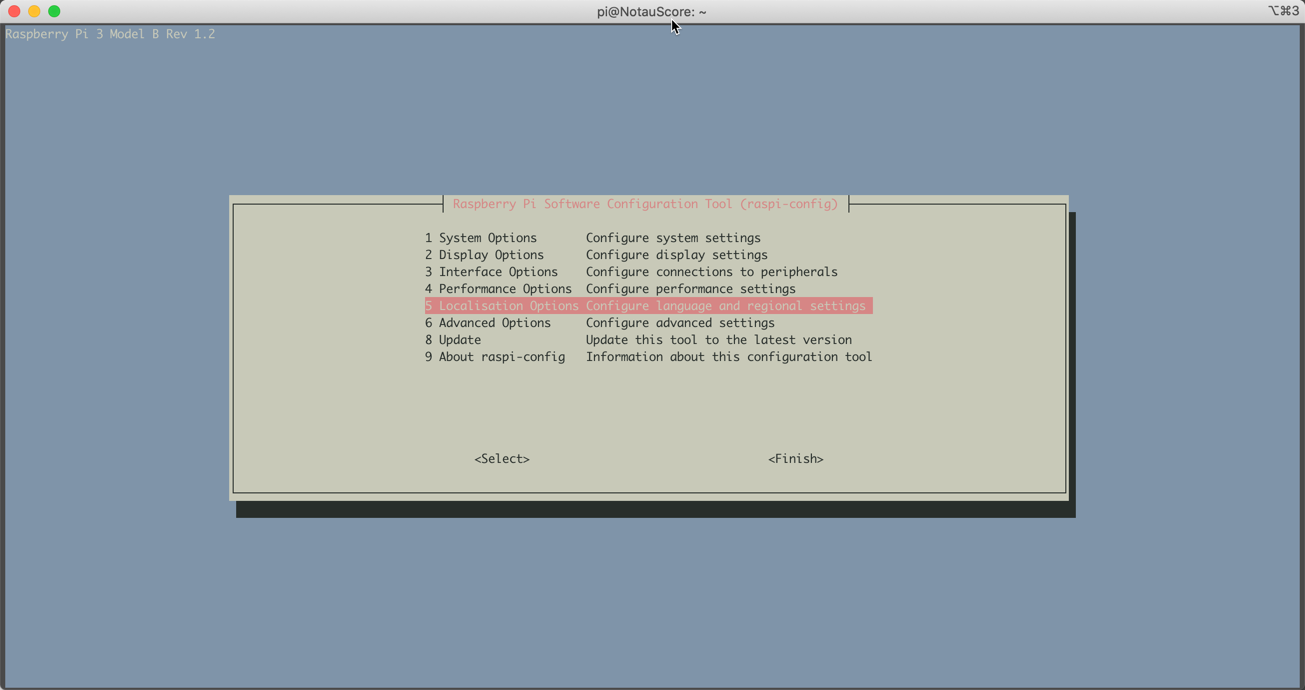 pi@NotauScore: ~
⌥⌘3
Raspberry Pi 3 Model B Rev 1.2
Raspberry Pi Software Configuration Tool (raspi-config)
1 System Options Configure system settings
2 Display Options Configure display settings
3 Interface Options Configure connections to peripherals
4 Performance Options Configure performance settings
5 Localisation Options Configure language and regional settings
6 Advanced Options Configure advanced settings
8 Update Update this tool to the latest version
9 About raspi-config Information about this configuration tool
<Select> <Finish>